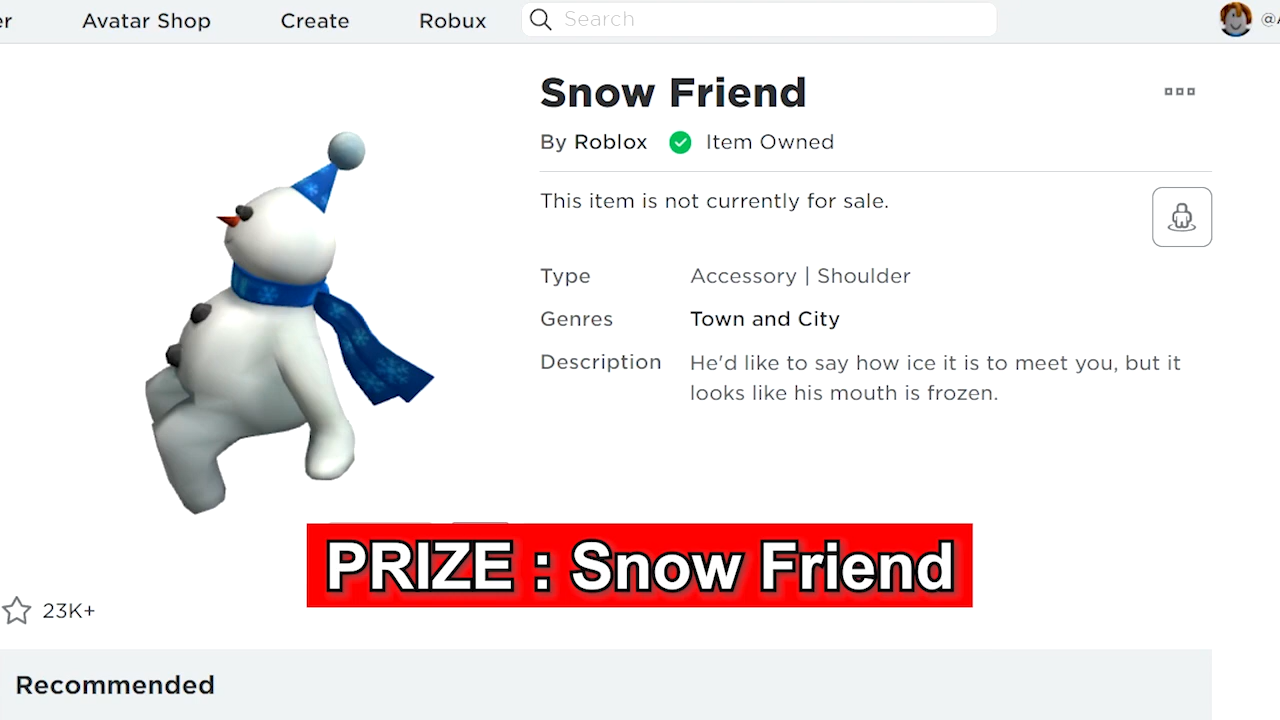 er Avatar Shop Create Robux Search @A
Snow Friend
By Roblox Item Owned
This item is not currently for sale.
Type Accessory | Shoulder
Genres Town and City
Description He'd like to say how ice it is to meet you, but it
looks like his mouth is frozen.
PRIZE : Snow Friend
23K+
Recommended